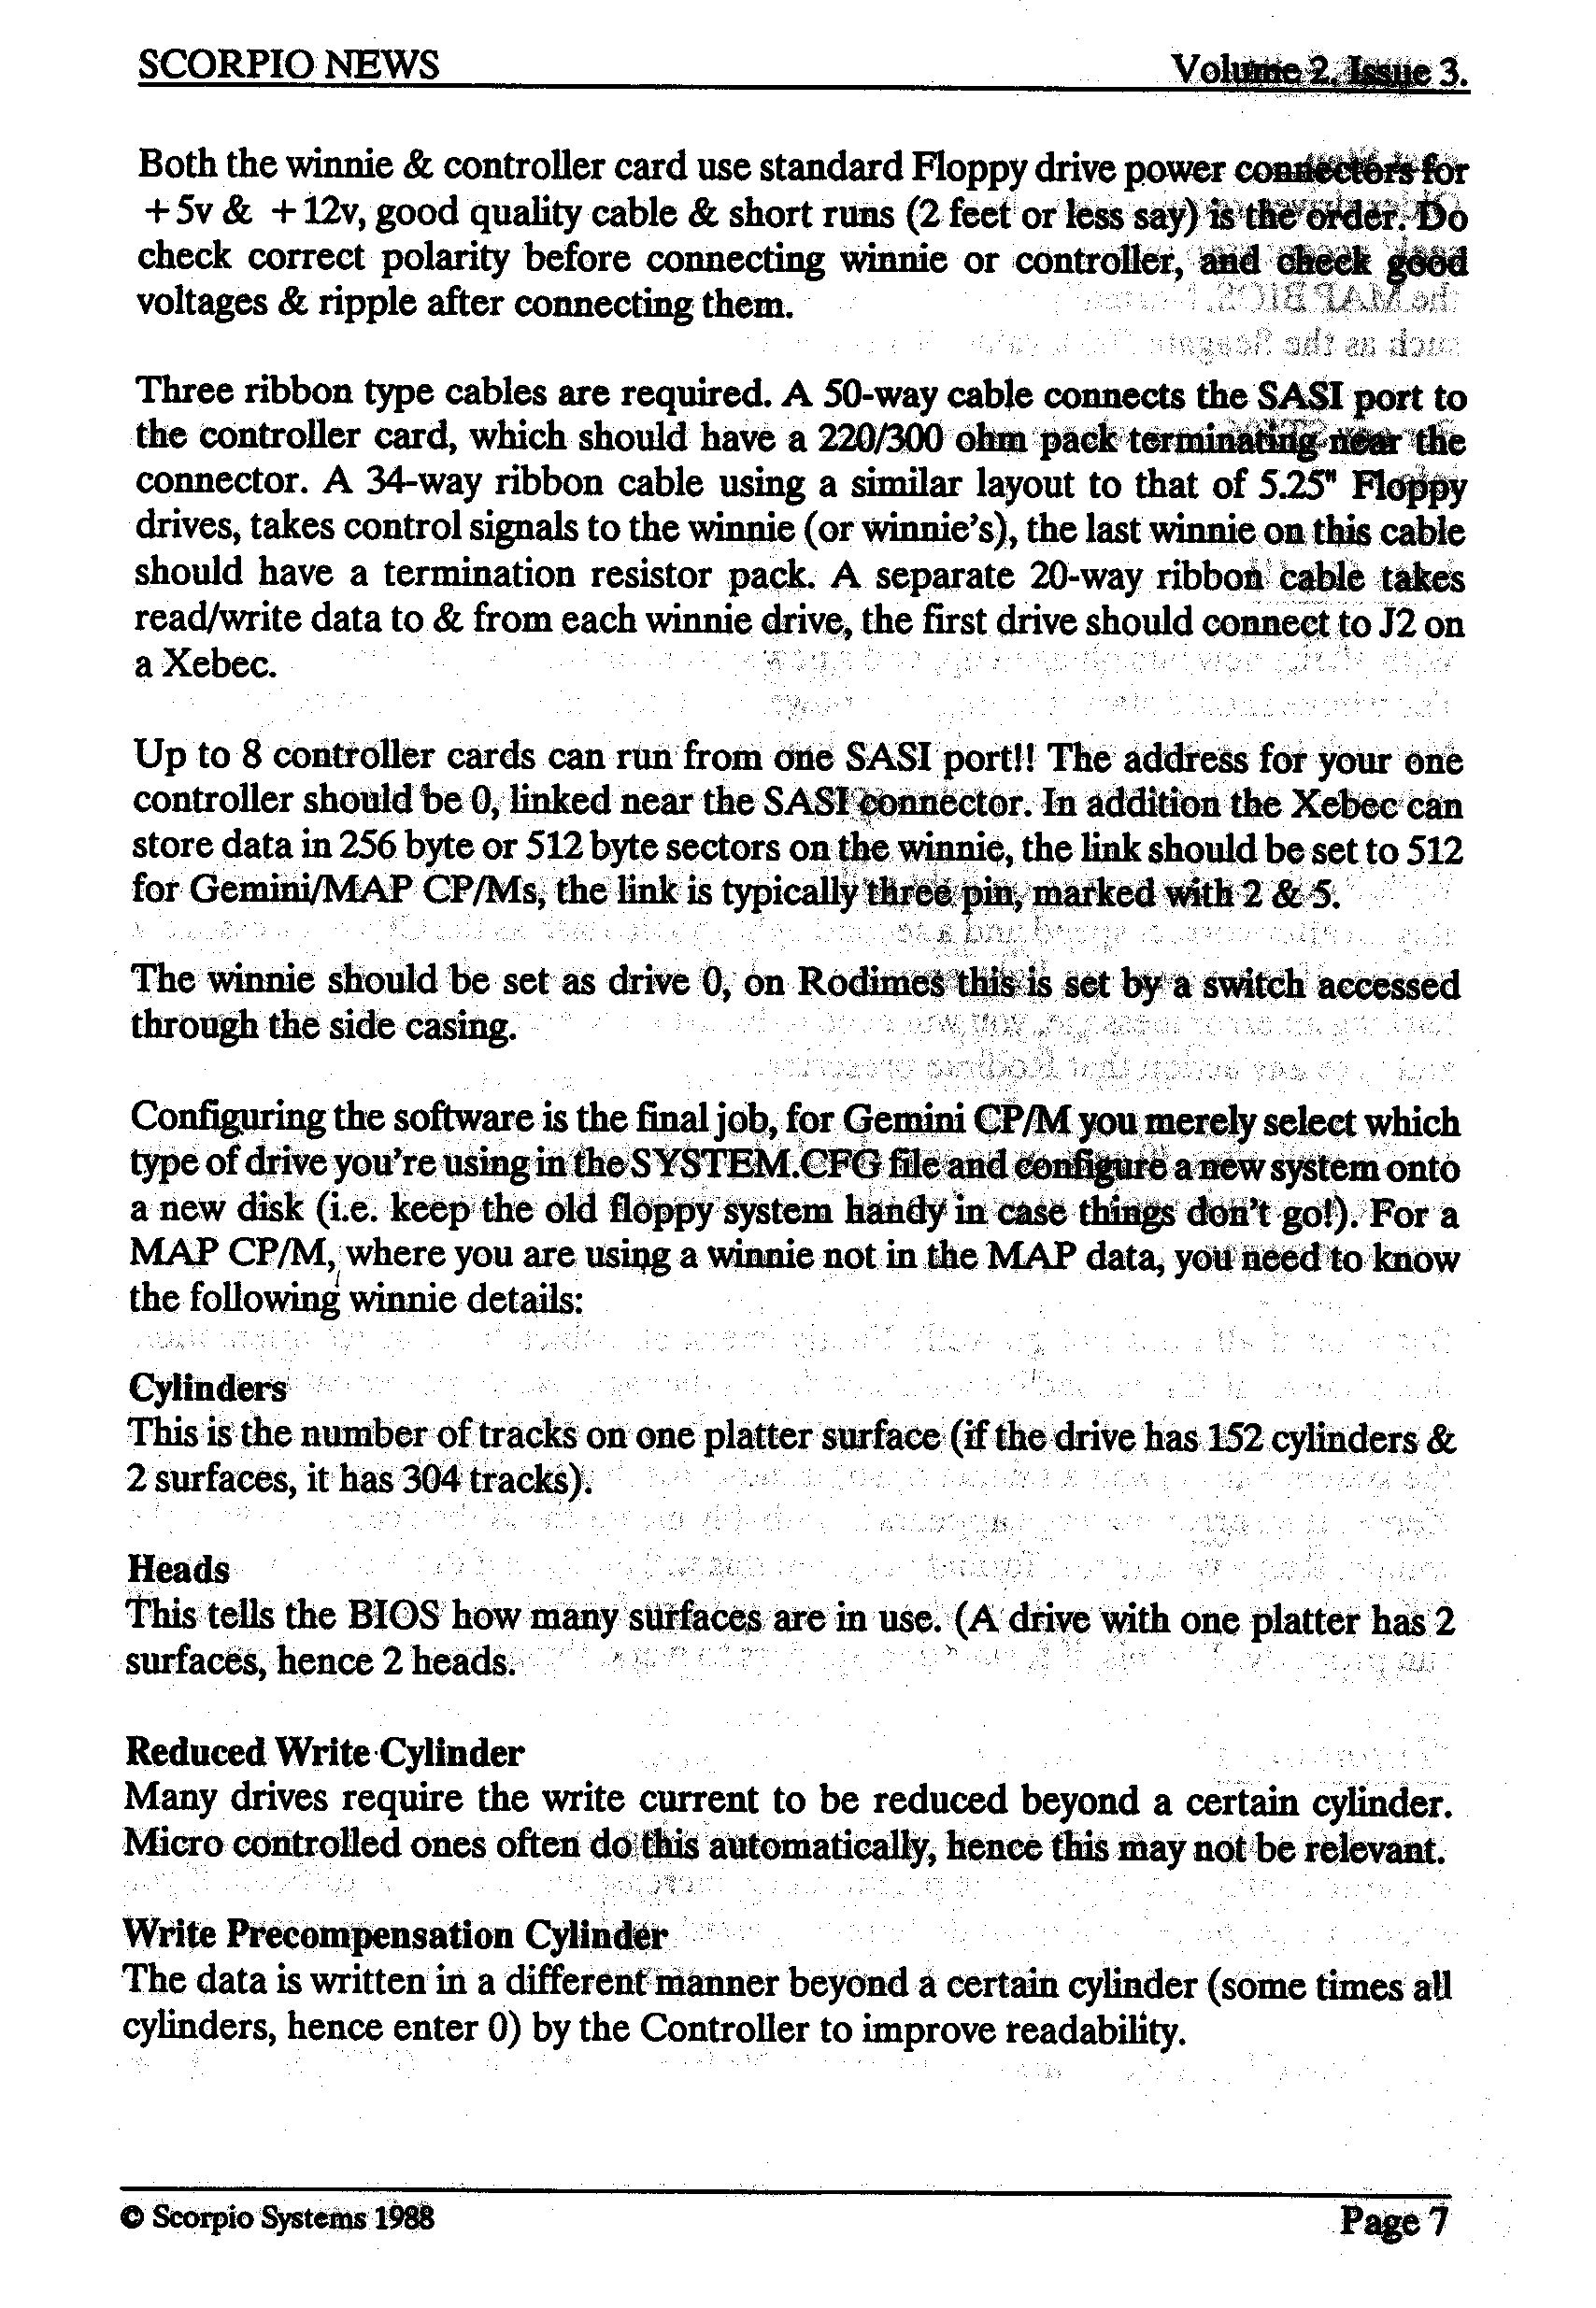 SCORPIO NEWS
Volume 2, Issue 3.
Both the winnie & controller card use standard Floppy drive power connectors for
+5v & +12v, good quality cable & short runs (2 feet or less say) is the order. Do
check correct polarity before connecting winnie or controller, and check good
voltages & ripple after connecting them.
Three ribbon type cables are required. A 50-way cable connects the SASI port to
the controller card, which should have a 220/300 ohm pack terminating near the
connector. A 34-way ribbon cable using a similar layout to that of 5.25" Floppy
drives, takes control signals to the winnie (or winnie's), the last winnie on this cable
should have a termination resistor pack. A separate 20-way ribbon cable takes
read/write data to & from each winnie drive, the first drive should connect to J2 on
a Xebec.
Up to 8 controller cards can run from one SASI port!! The address for your one
controller should be 0, linked near the SASI connector. In addition the Xebec can
store data in 256 byte or 512 byte sectors on the winnie, the link should be set to 512
for Gemini/MAP CP/Ms, the link is typically three pin, marked with 2 & 5.
The winnie should be set as drive 0, on Rodimes this is set by a switch accessed
through the side casing.
Configuring the software is the final job, for Gemini CP/M you merely select which
type of drive you're using in the SYSTEM.CFG file and configure a new system onto
a new disk (i.e. keep the old floppy system handy in case things don't go!). For a
MAP CP/M, where you are using a winnie not in the MAP data, you need to know
the following winnie details:
Cylinders
This is the number of tracks on one platter surface (if the drive has 152 cylinders &
2 surfaces, it has 304 tracks).
Heads
This tells the BIOS how many surfaces are in use. (A drive with one platter has 2
surfaces, hence 2 heads.
Reduced Write Cylinder
Many drives require the write current to be reduced beyond a certain cylinder.
Micro controlled ones often do this automatically, hence this may not be relevant.
Write Precompensation Cylinder
The data is written in a different manner beyond a certain cylinder (some times all
cylinders, hence enter 0) by the Controller to improve readability.
© Scorpio Systems 1988
Page 7